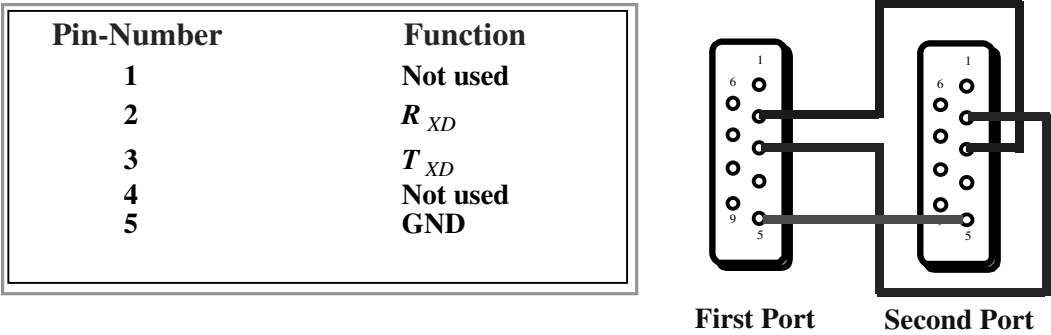 Pin-Number Function
1 Not used
2 R XD
3 T XD
4 Not used
5 GND
1
6
9
5
First Port
1
6
5
Second Port